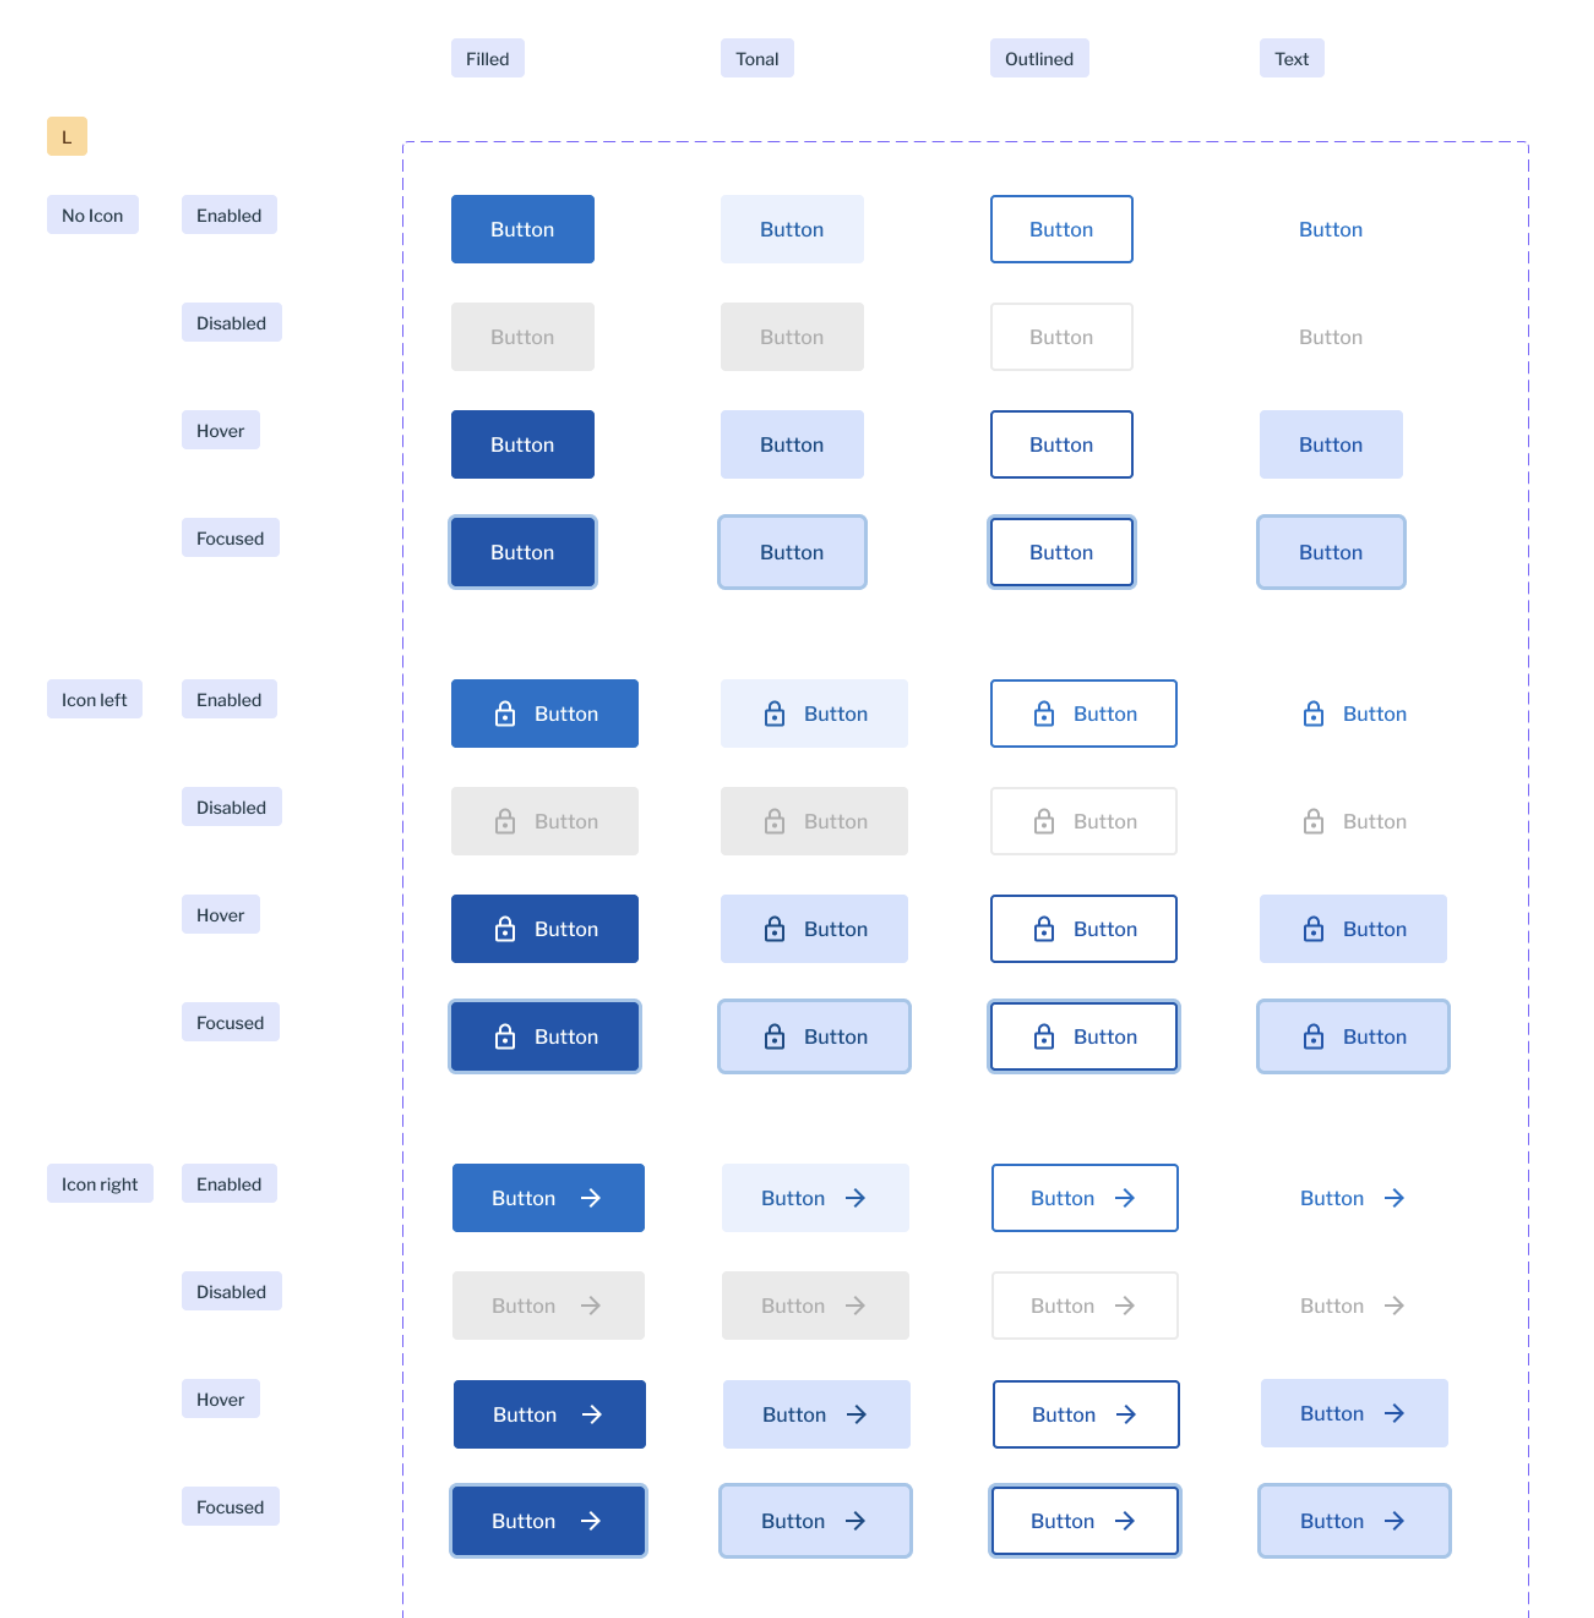 Filled Tonal Outlined Text
L
No Icon Enabled Button Button Button Button
Disabled Button Button Button Button
Hover Button Button Button Button
Focused Button Button Button Button
Icon left Enabled Button Button Button Button
Disabled Button Button Button Button
Hover Button Button Button Button
Focused Button Button Button Button
Icon right Enabled Button Button Button Button
Disabled Button Button Button Button
Hover Button Button Button Button
Focused Button Button Button Button